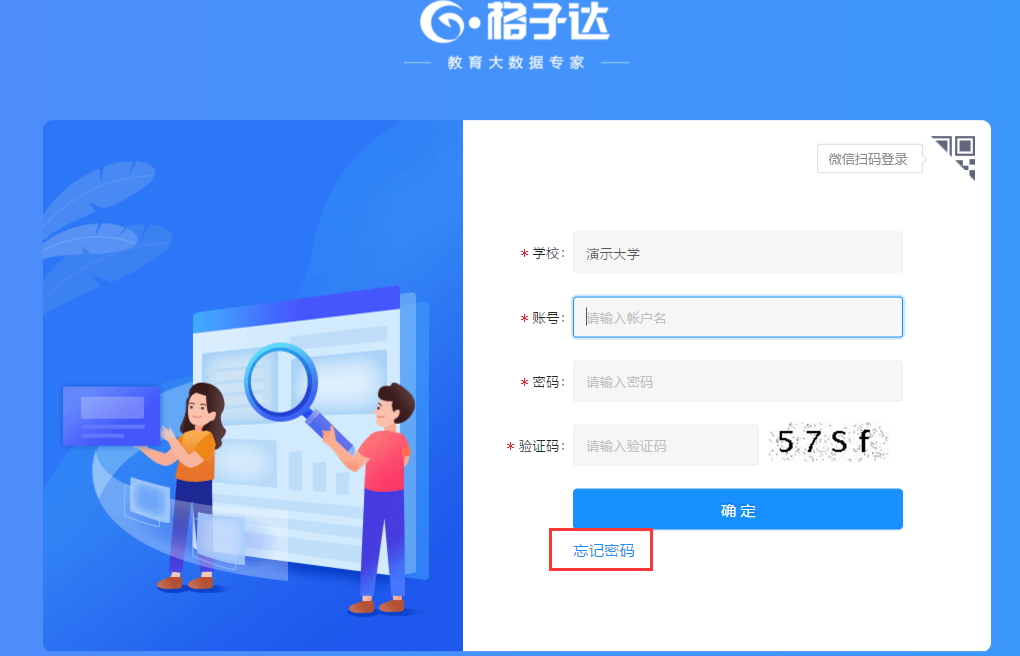 格子达
教育大数据专家
微信扫码登录
* 学校: 演示大学
* 账号: 请输入帐户名
* 密码: 请输入密码
* 验证码: 请输入验证码 57Sf
确定
忘记密码